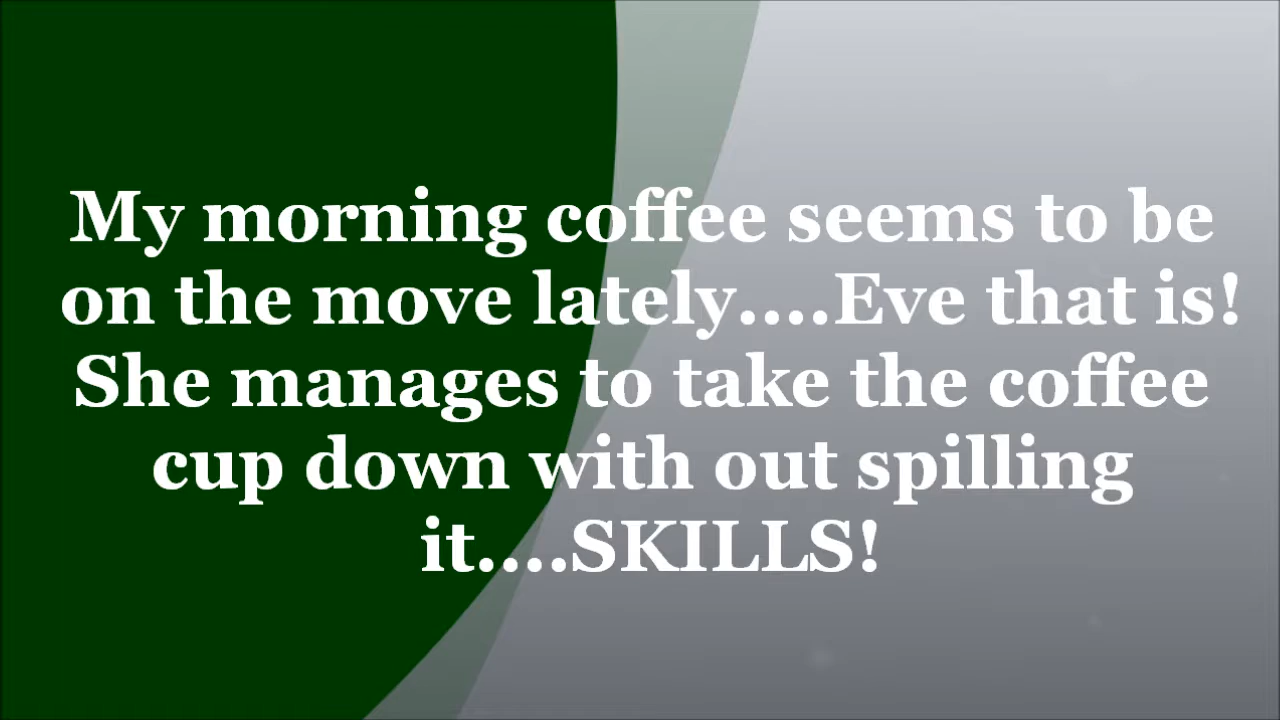 My morning coffee seems to be
on the move lately....Eve that is!
She manages to take the coffee
cup down with out spilling
it....SKILLS!